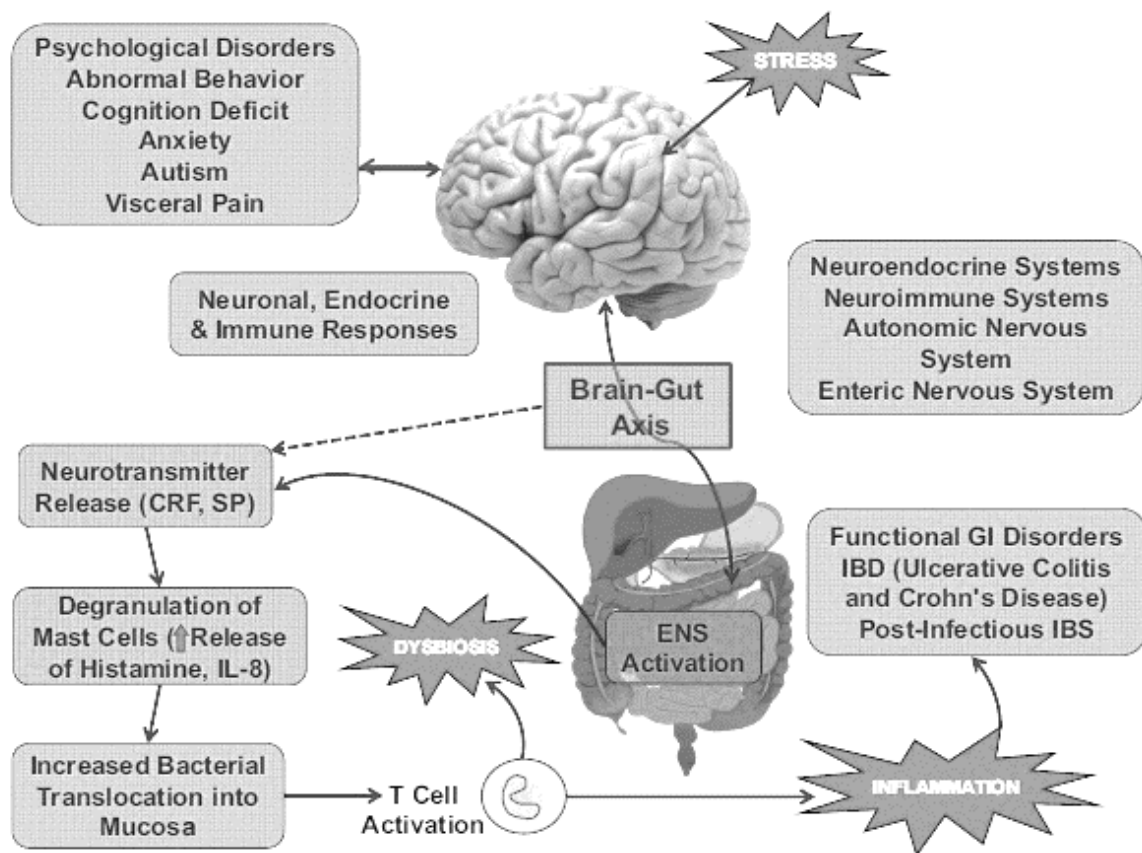 Psychological Disorders
Abnormal Behavior
Cognition Deficit
Anxiety
Autism
Visceral Pain
STRESS
Neuronal, Endocrine
& Immune Responses
Neuroendocrine Systems
Neuroimmune Systems
Autonomic Nervous
System
Enteric Nervous System
Brain-Gut
Axis
Neurotransmitter
Release (CRF, SP)
Degranulation of
Mast Cells (⇧Release
of Histamine, IL-8)
DYSBIOSIS
ENS
Activation
Functional GI Disorders
IBD (Ulcerative Colitis
and Crohn's Disease)
Post-Infectious IBS
Increased Bacterial
Translocation into
Mucosa
T Cell
Activation
INFLAMMATION